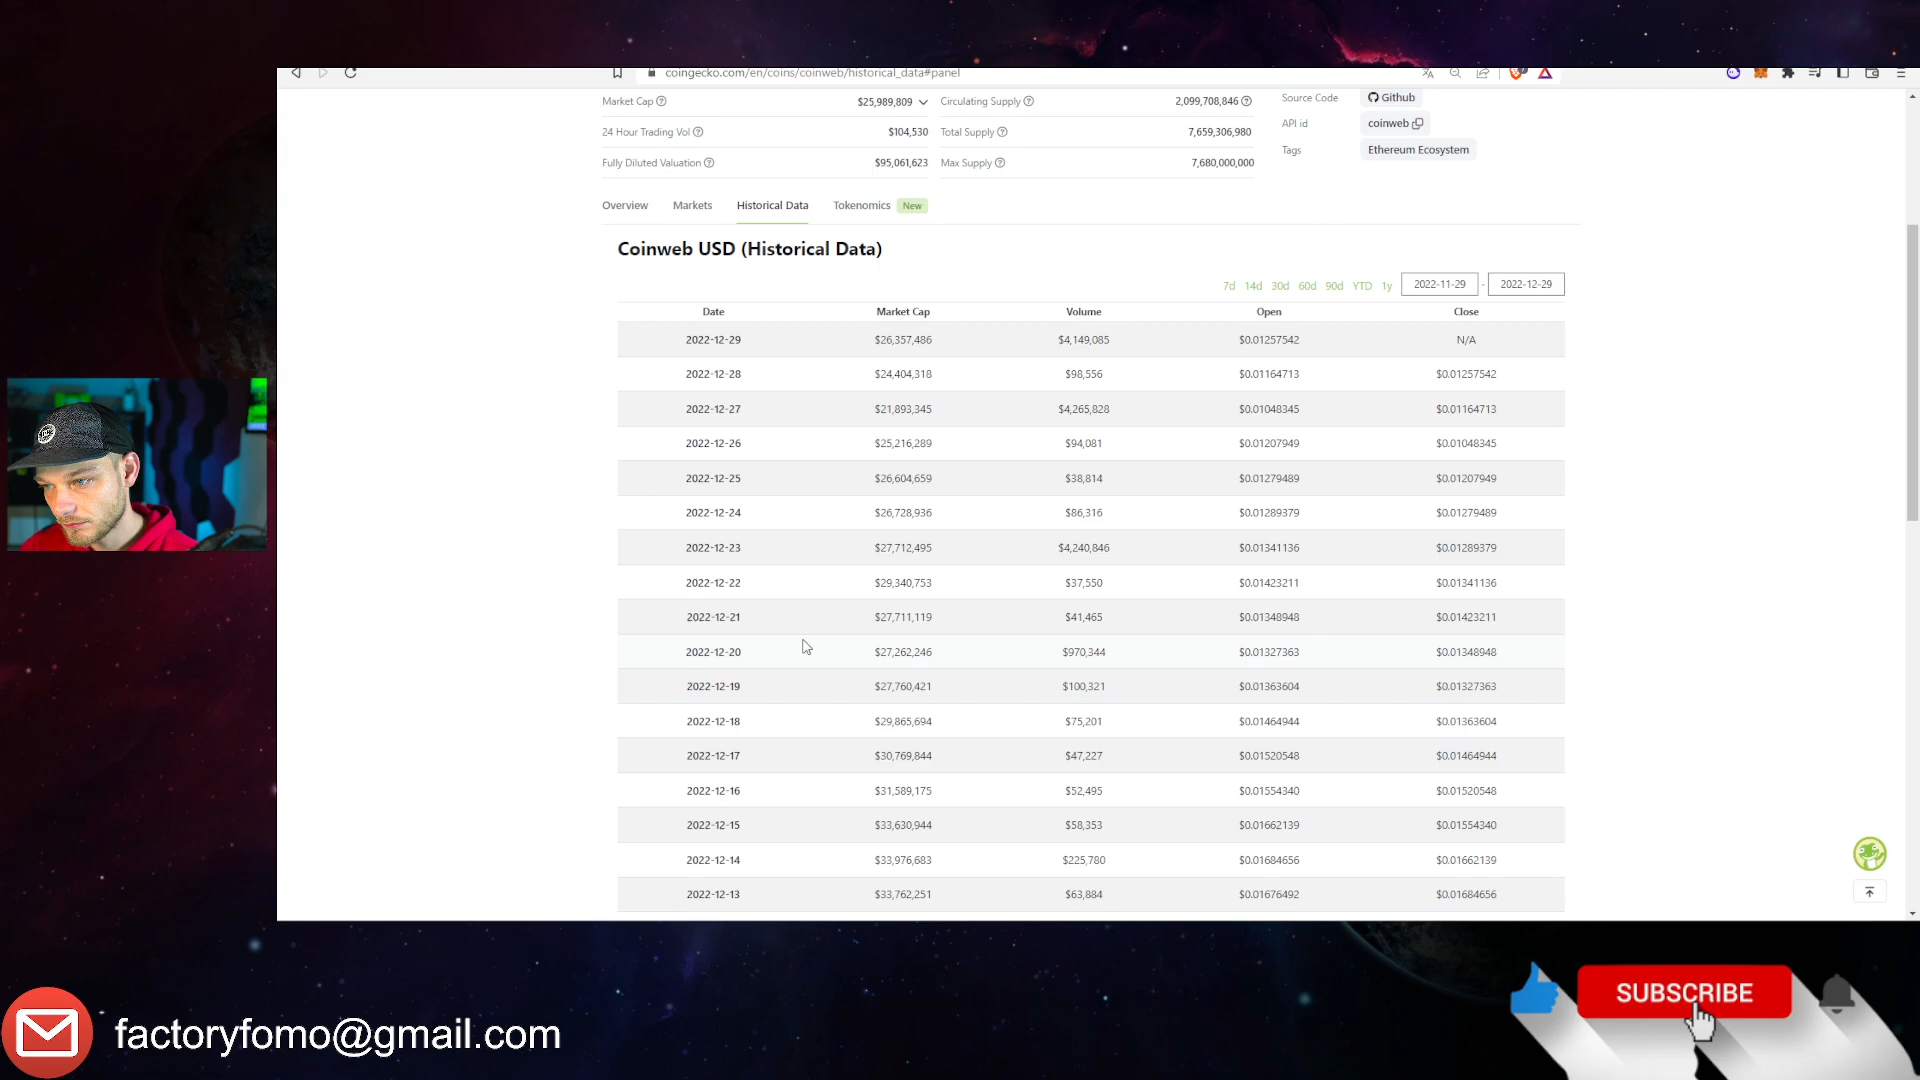 coingecko.com/en/coins/coinweb/historical_data#panel
Market Cap $25,989,809 Circulating Supply 2,099,708,846 Source Code Github
24 Hour Trading Vol $104,530 Total Supply 7,659,306,980 API id coinweb
Fully Diluted Valuation $95,061,623 Max Supply 7,680,000,000 Tags Ethereum Ecosystem
Overview Markets Historical Data Tokenomics New
Coinweb USD (Historical Data)
7d 14d 30d 60d 90d YTD 1y 2022-11-29 - 2022-12-29
Date Market Cap Volume Open Close
2022-12-29 $26,357,486 $4,149,085 $0.01257542 N/A
2022-12-28 $24,404,318 $98,556 $0.01164713 $0.01257542
2022-12-27 $21,893,345 $4,265,828 $0.01048345 $0.01164713
2022-12-26 $25,216,289 $94,081 $0.01207949 $0.01048345
2022-12-25 $26,604,659 $38,814 $0.01279489 $0.01207949
2022-12-24 $26,728,936 $86,316 $0.01289379 $0.01279489
2022-12-23 $27,712,495 $4,240,846 $0.01341136 $0.01289379
2022-12-22 $29,340,753 $37,550 $0.01423211 $0.01341136
2022-12-21 $27,711,119 $41,465 $0.01348948 $0.01423211
2022-12-20 $27,262,246 $970,344 $0.01327363 $0.01348948
2022-12-19 $27,760,421 $100,321 $0.01363604 $0.01327363
2022-12-18 $29,865,694 $75,201 $0.01464944 $0.01363604
2022-12-17 $30,769,844 $47,227 $0.01520548 $0.01464944
2022-12-16 $31,589,175 $52,495 $0.01554340 $0.01520548
2022-12-15 $33,630,944 $58,353 $0.01662139 $0.01554340
2022-12-14 $33,976,683 $225,780 $0.01684656 $0.01662139
2022-12-13 $33,762,251 $63,884 $0.01676492 $0.01684656
factoryfomo@gmail.com
SUBSCRIBE